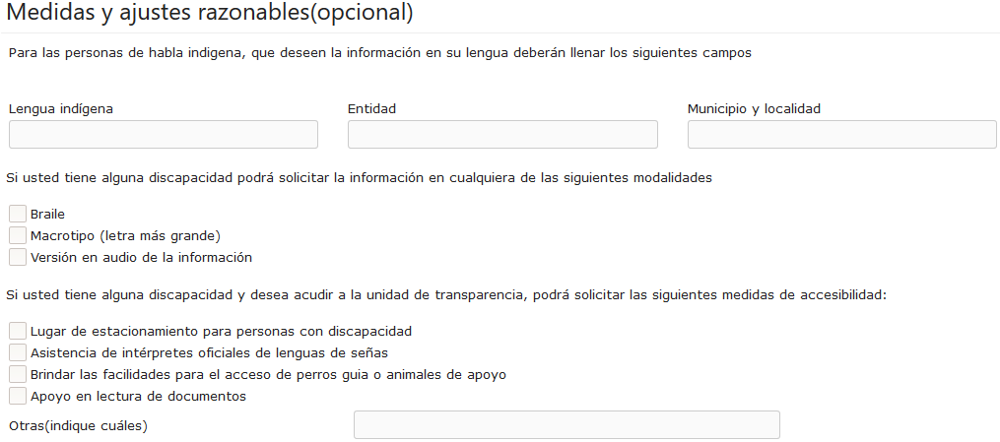 Medidas y ajustes razonables(opcional)
Para las personas de habla indigena, que deseen la información en su lengua deberán llenar los siguientes campos
Lengua indígena
Entidad
Municipio y localidad
Si usted tiene alguna discapacidad podrá solicitar la información en cualquiera de las siguientes modalidades
Braile
Macrotipo (letra más grande)
Versión en audio de la información
Si usted tiene alguna discapacidad y desea acudir a la unidad de transparencia, podrá solicitar las siguientes medidas de accesibilidad:
Lugar de estacionamiento para personas con discapacidad
Asistencia de intérpretes oficiales de lenguas de señas
Brindar las facilidades para el acceso de perros guia o animales de apoyo
Apoyo en lectura de documentos
Otras(indique cuáles)